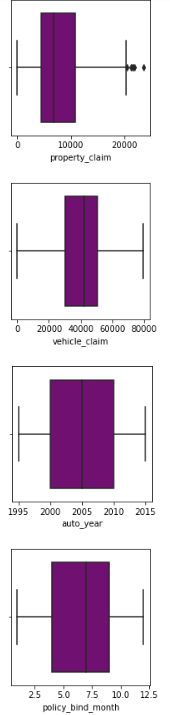 0 10000 20000
property_claim
0 20000 40000 60000 80000
vehicle_claim
1995 2000 2005 2010 2015
auto_year
2.5 5.0 7.5 10.0 12.5
policy_bind_month